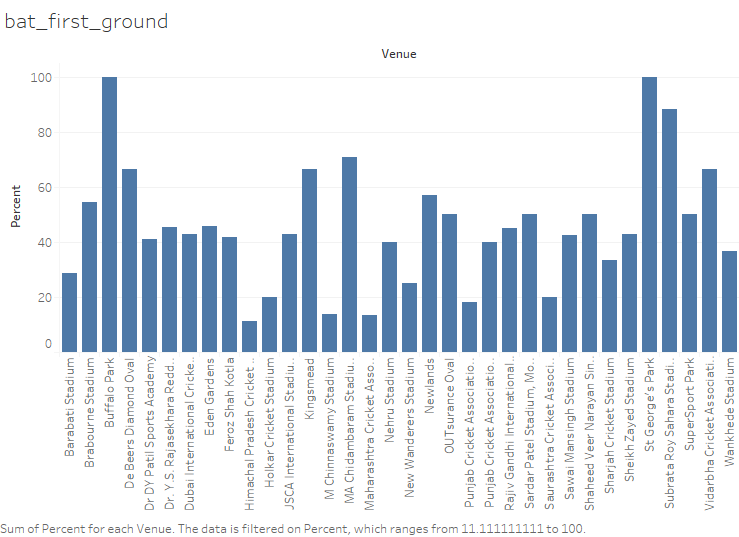 bat_first_ground
Venue
100
80
60
40
20
0
Percent
Barabati Stadium
Brabourne Stadium
Buffalo Park
De Beers Diamond Oval
Dr DY Patil Sports Academy
Dr. Y.S. Rajasekhara Redd..
Dubai International Cricke..
Eden Gardens
Feroz Shah Kotla
Himachal Pradesh Cricket ..
Holkar Cricket Stadium
JSCA International Stadiu..
Kingsmead
M Chinnaswamy Stadium
MA Chidambaram Stadiu..
Maharashtra Cricket Asso..
Nehru Stadium
New Wanderers Stadium
Newlands
OUTsurance Oval
Punjab Cricket Associatio..
Punjab Cricket Associatio..
Rajiv Gandhi International..
Sardar Patel Stadium, Mo..
Saurashtra Cricket Associ..
Sawai Mansingh Stadium
Shaheed Veer Narayan Sin..
Sharjah Cricket Stadium
Sheikh Zayed Stadium
St George's Park
Subrata Roy Sahara Stadi..
SuperSport Park
Vidarbha Cricket Associati..
Wankhede Stadium
Sum of Percent for each Venue. The data is filtered on Percent, which ranges from 11.111111111 to 100.